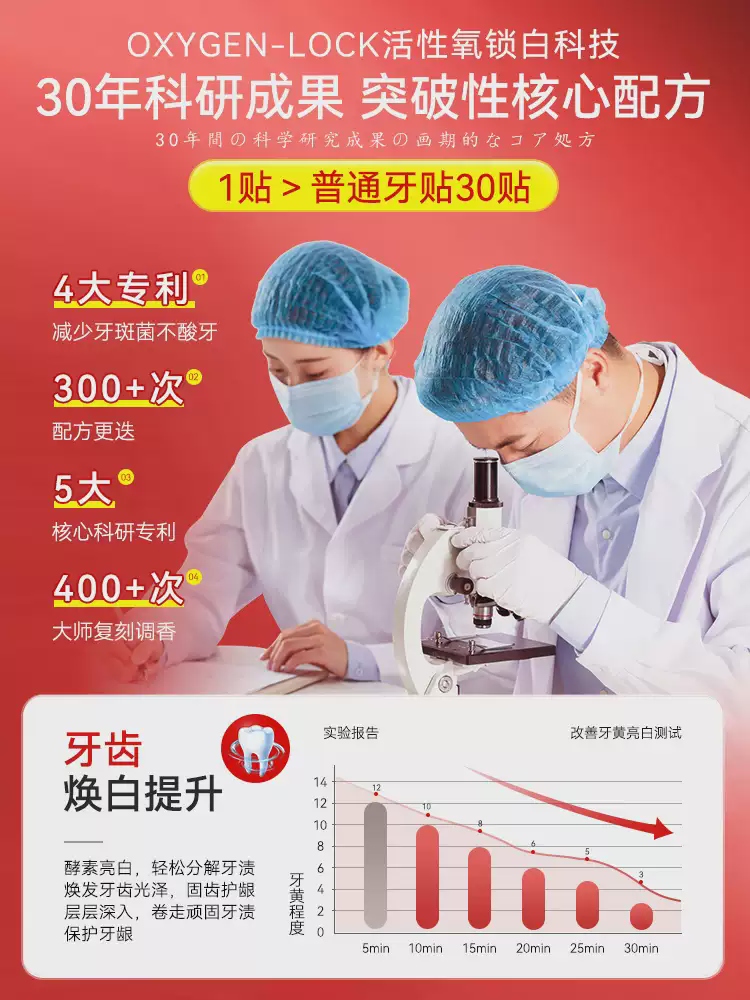 OXYGEN-LOCK活性氧锁白科技
30年科研成果 突破性核心配方
30年間の科学研究成果の画期的なコア処方
1贴 > 普通牙贴30贴
4大专利 01
减少牙斑菌不酸牙
300+次 02
配方更迭
5大 03
核心科研专利
400+次 04
大师复刻调香
牙齿
焕白提升
酵素亮白，轻松分解牙渍
焕发牙齿光泽，固齿护龈
层层深入，卷走顽固牙渍
保护牙龈
实验报告
改善牙黄亮白测试
牙黄程度
14
12
10
8
6
4
2
0
12
10
8
6
5
3
5min 10min 15min 20min 25min 30min